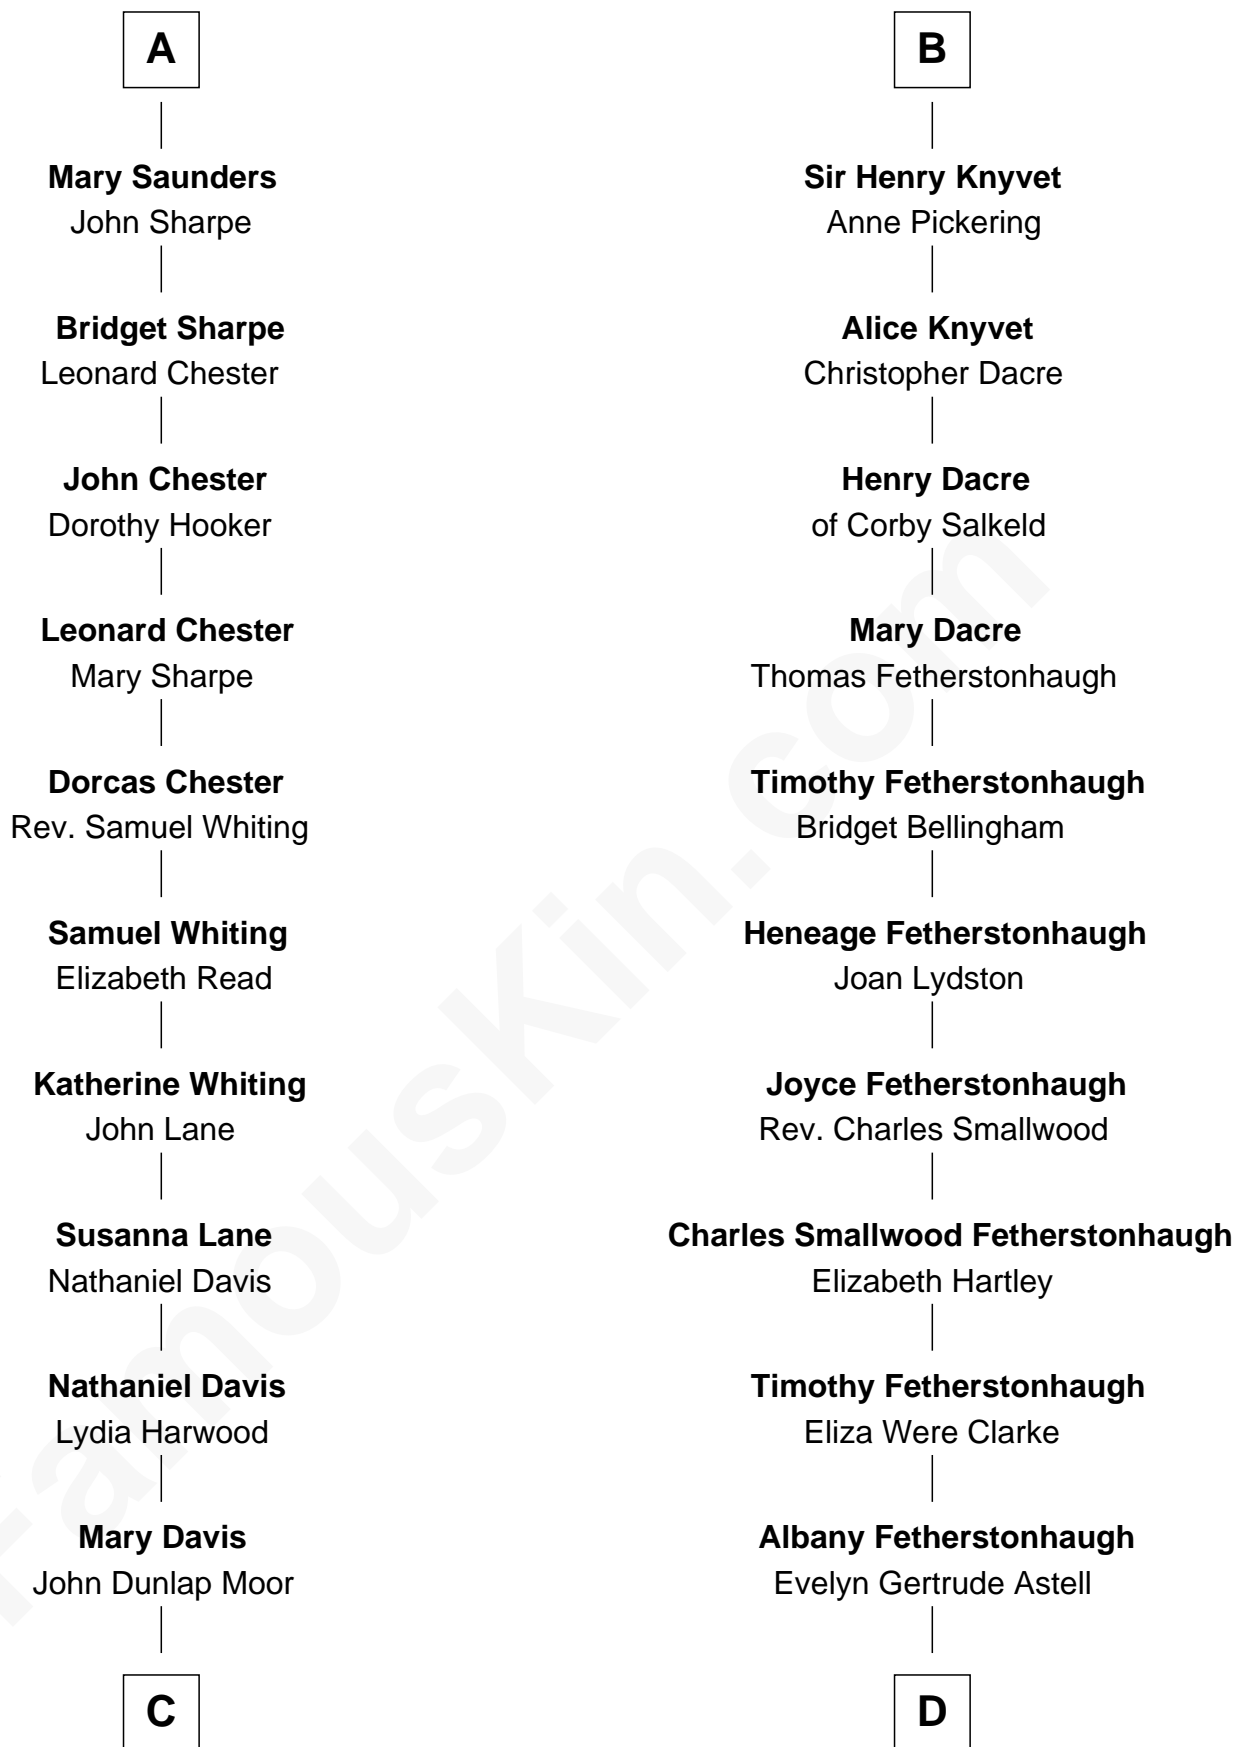 A
Mary Saunders
John Sharpe
Bridget Sharpe
Leonard Chester
John Chester
Dorothy Hooker
Leonard Chester
Mary Sharpe
Dorcas Chester
Rev. Samuel Whiting
Samuel Whiting
Elizabeth Read
Katherine Whiting
John Lane
Susanna Lane
Nathaniel Davis
Nathaniel Davis
Lydia Harwood
Mary Davis
John Dunlap Moor
C
B
Sir Henry Knyvet
Anne Pickering
Alice Knyvet
Christopher Dacre
Henry Dacre
of Corby Salkeld
Mary Dacre
Thomas Fetherstonhaugh
Timothy Fetherstonhaugh
Bridget Bellingham
Heneage Fetherstonhaugh
Joan Lydston
Joyce Fetherstonhaugh
Rev. Charles Smallwood
Charles Smallwood Fetherstonhaugh
Elizabeth Hartley
Timothy Fetherstonhaugh
Eliza Were Clarke
Albany Fetherstonhaugh
Evelyn Gertrude Astell
D
FamousKin.com